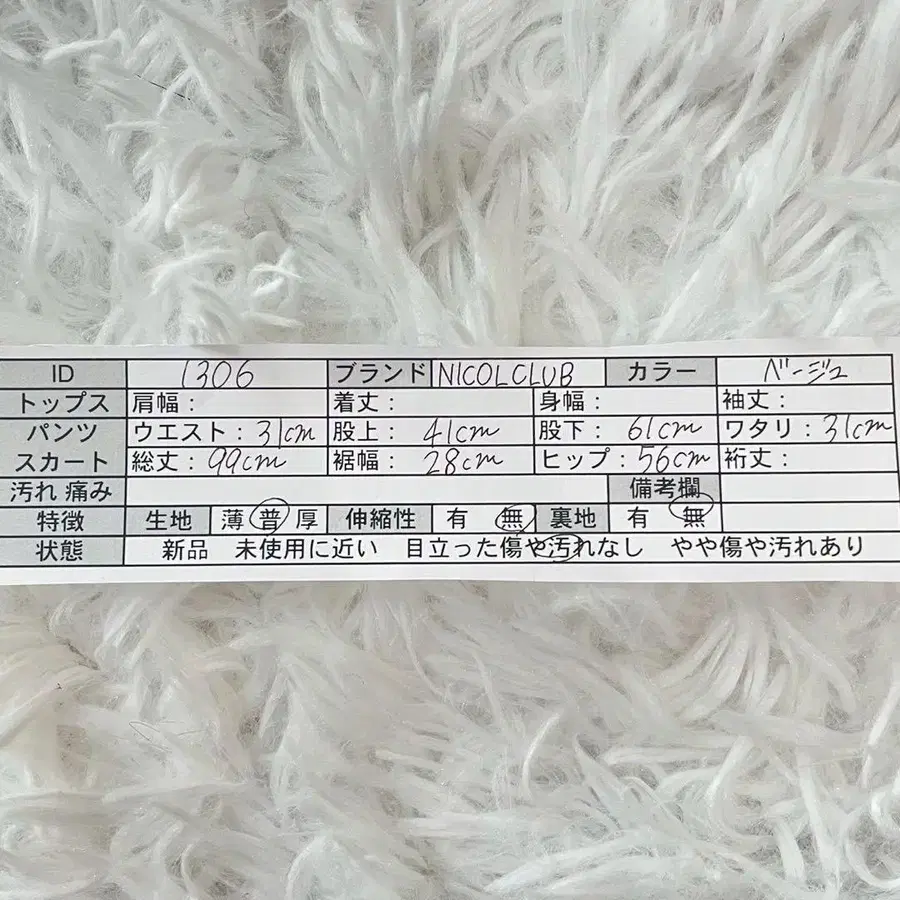 ID 1306 ブランド NICOLCLUB カラー ベージュ
トップス 肩幅： 着丈： 身幅： 袖丈：
パンツ ウエスト：31cm 股上： 41cm 股下： 61cm ワタリ：31cm
スカート 総丈：99cm 裾幅： 28cm ヒップ：56cm 裄丈：
汚れ 痛み 備考欄
特徴 生地 薄 普 厚 伸縮性 有 無 裏地 有 無
状態 新品 未使用に近い 目立った傷や汚れなし やや傷や汚れあり